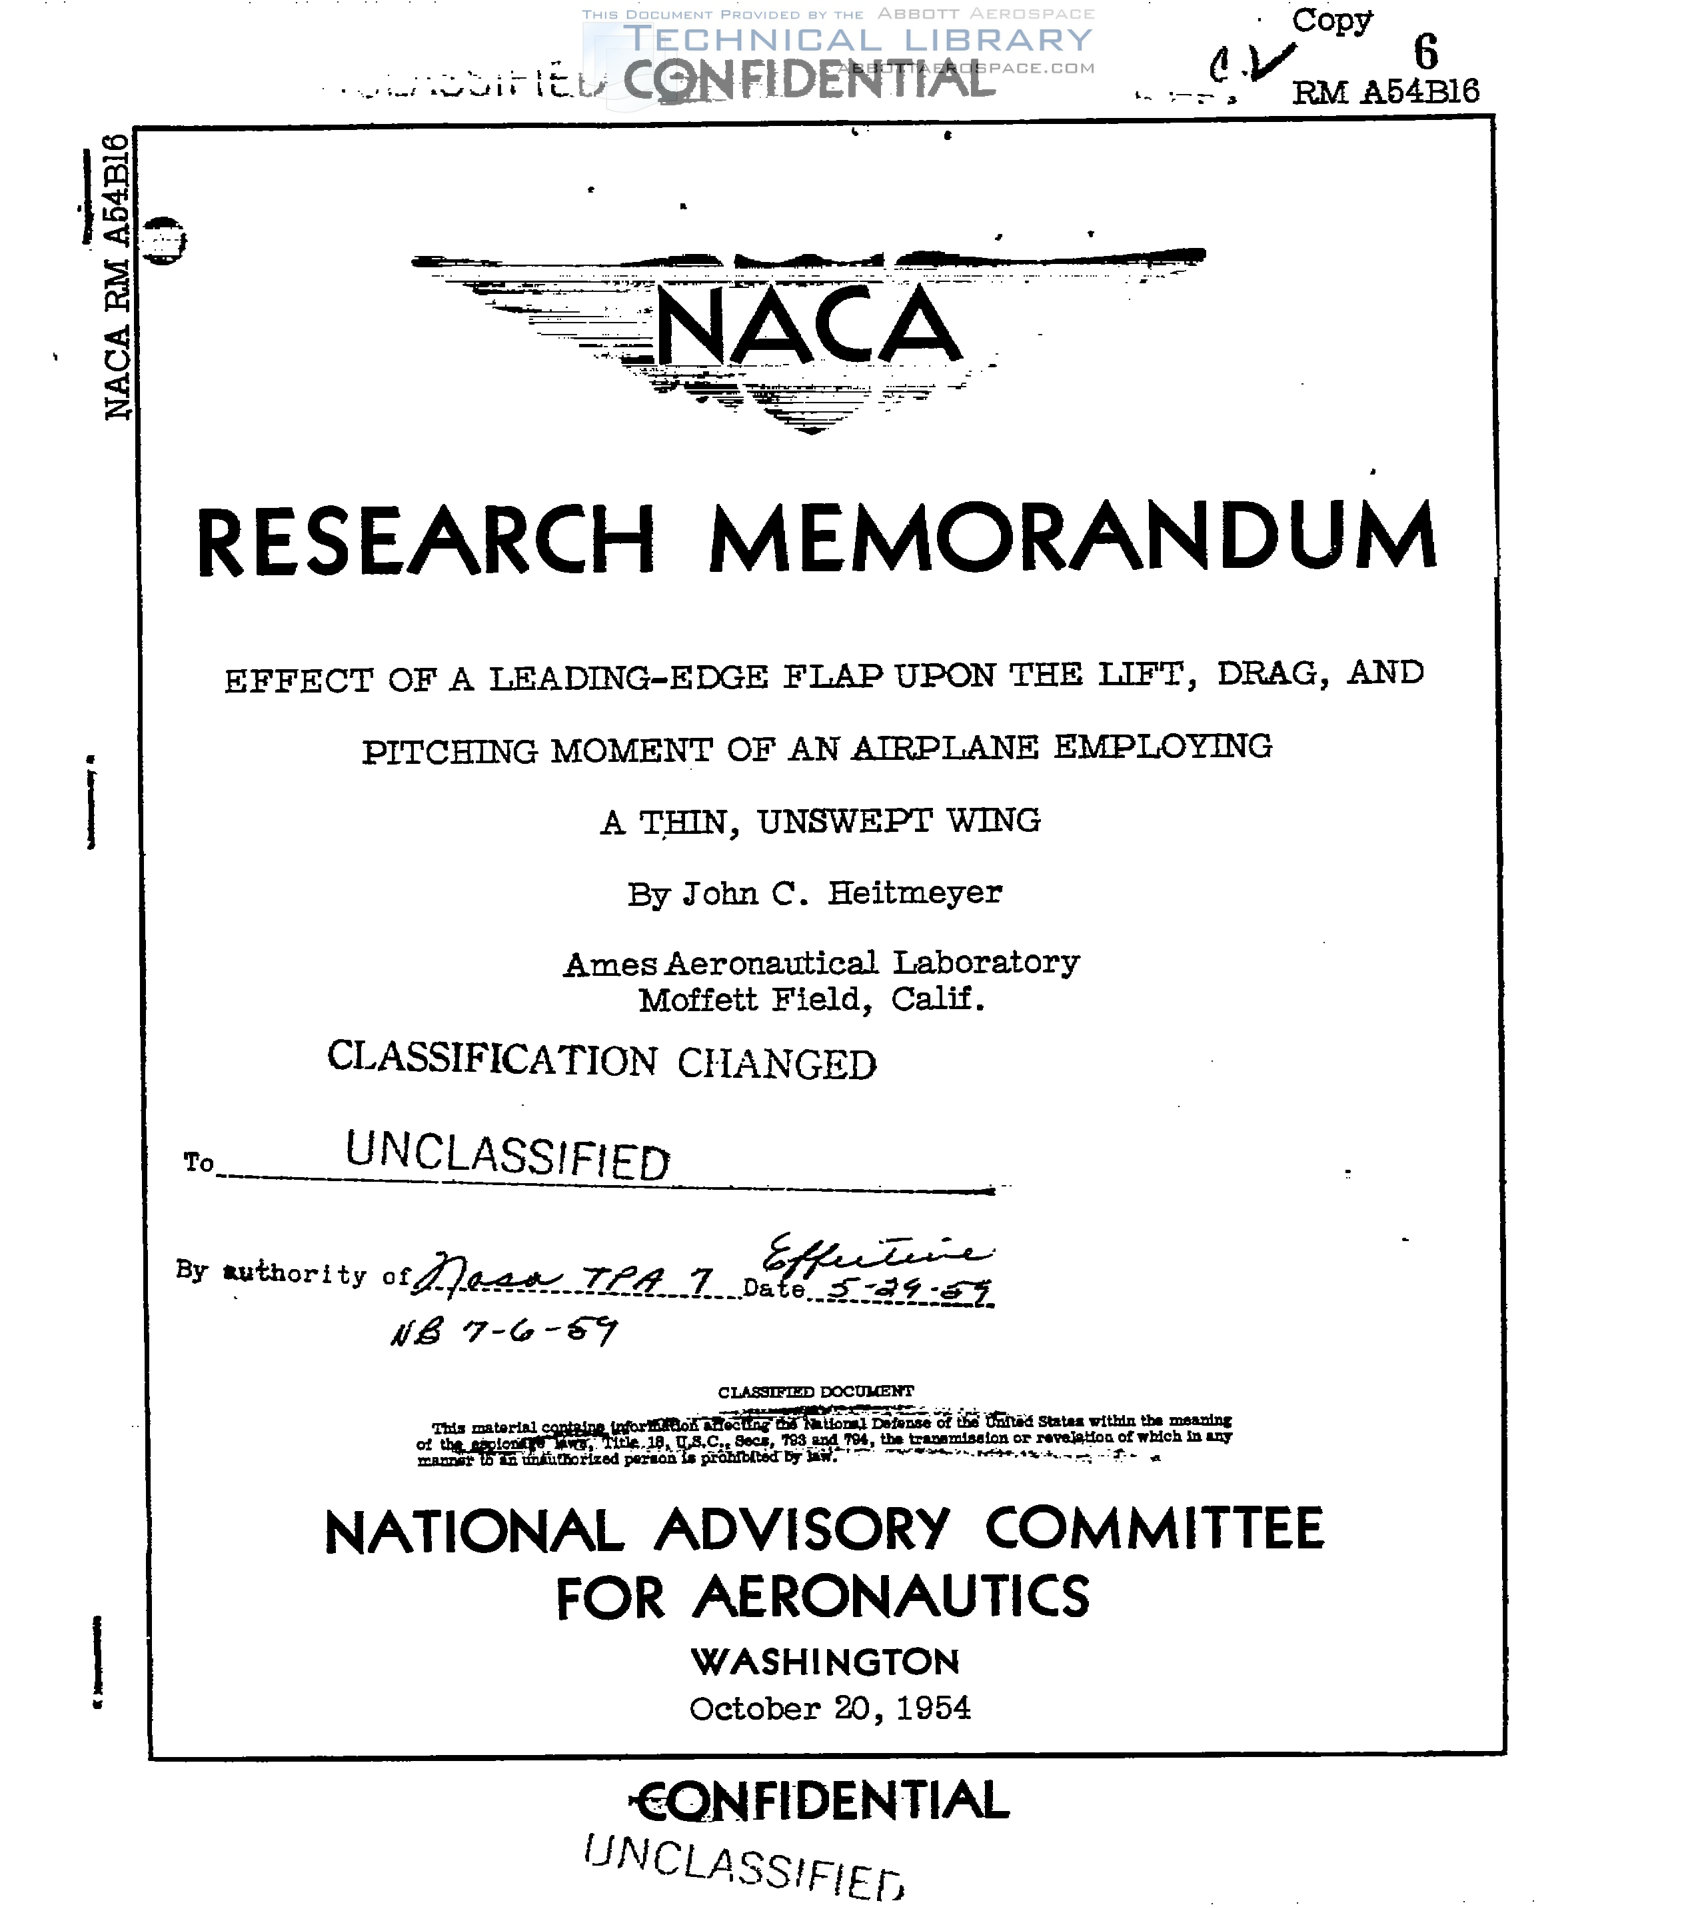 THIS DOCUMENT PROVIDED BY THE ABBOTT AEROSPACE
TECHNICAL LIBRARY
ABBOTTAEROSPACE.COM
CONFIDENTIAL
Copy 6
RM A54B16
NACA RM A54B16
NACA
RESEARCH MEMORANDUM
EFFECT OF A LEADING-EDGE FLAP UPON THE LIFT, DRAG, AND
PITCHING MOMENT OF AN AIRPLANE EMPLOYING
A THIN, UNSWEPT WING
By John C. Heitmeyer
Ames Aeronautical Laboratory
Moffett Field, Calif.
CLASSIFICATION CHANGED
To UNCLASSIFIED
Effective
By authority of Nasa TPA 7 Date 5-29-59
NB 7-6-59
CLASSIFIED DOCUMENT
This material contains information affecting the National Defense of the United States within the meaning
of the espionage laws, Title 18, U.S.C., Secs. 793 and 794, the transmission or revelation of which in any
manner to an unauthorized person is prohibited by law.
NATIONAL ADVISORY COMMITTEE
FOR AERONAUTICS
WASHINGTON
October 20, 1954
CONFIDENTIAL
UNCLASSIFIED